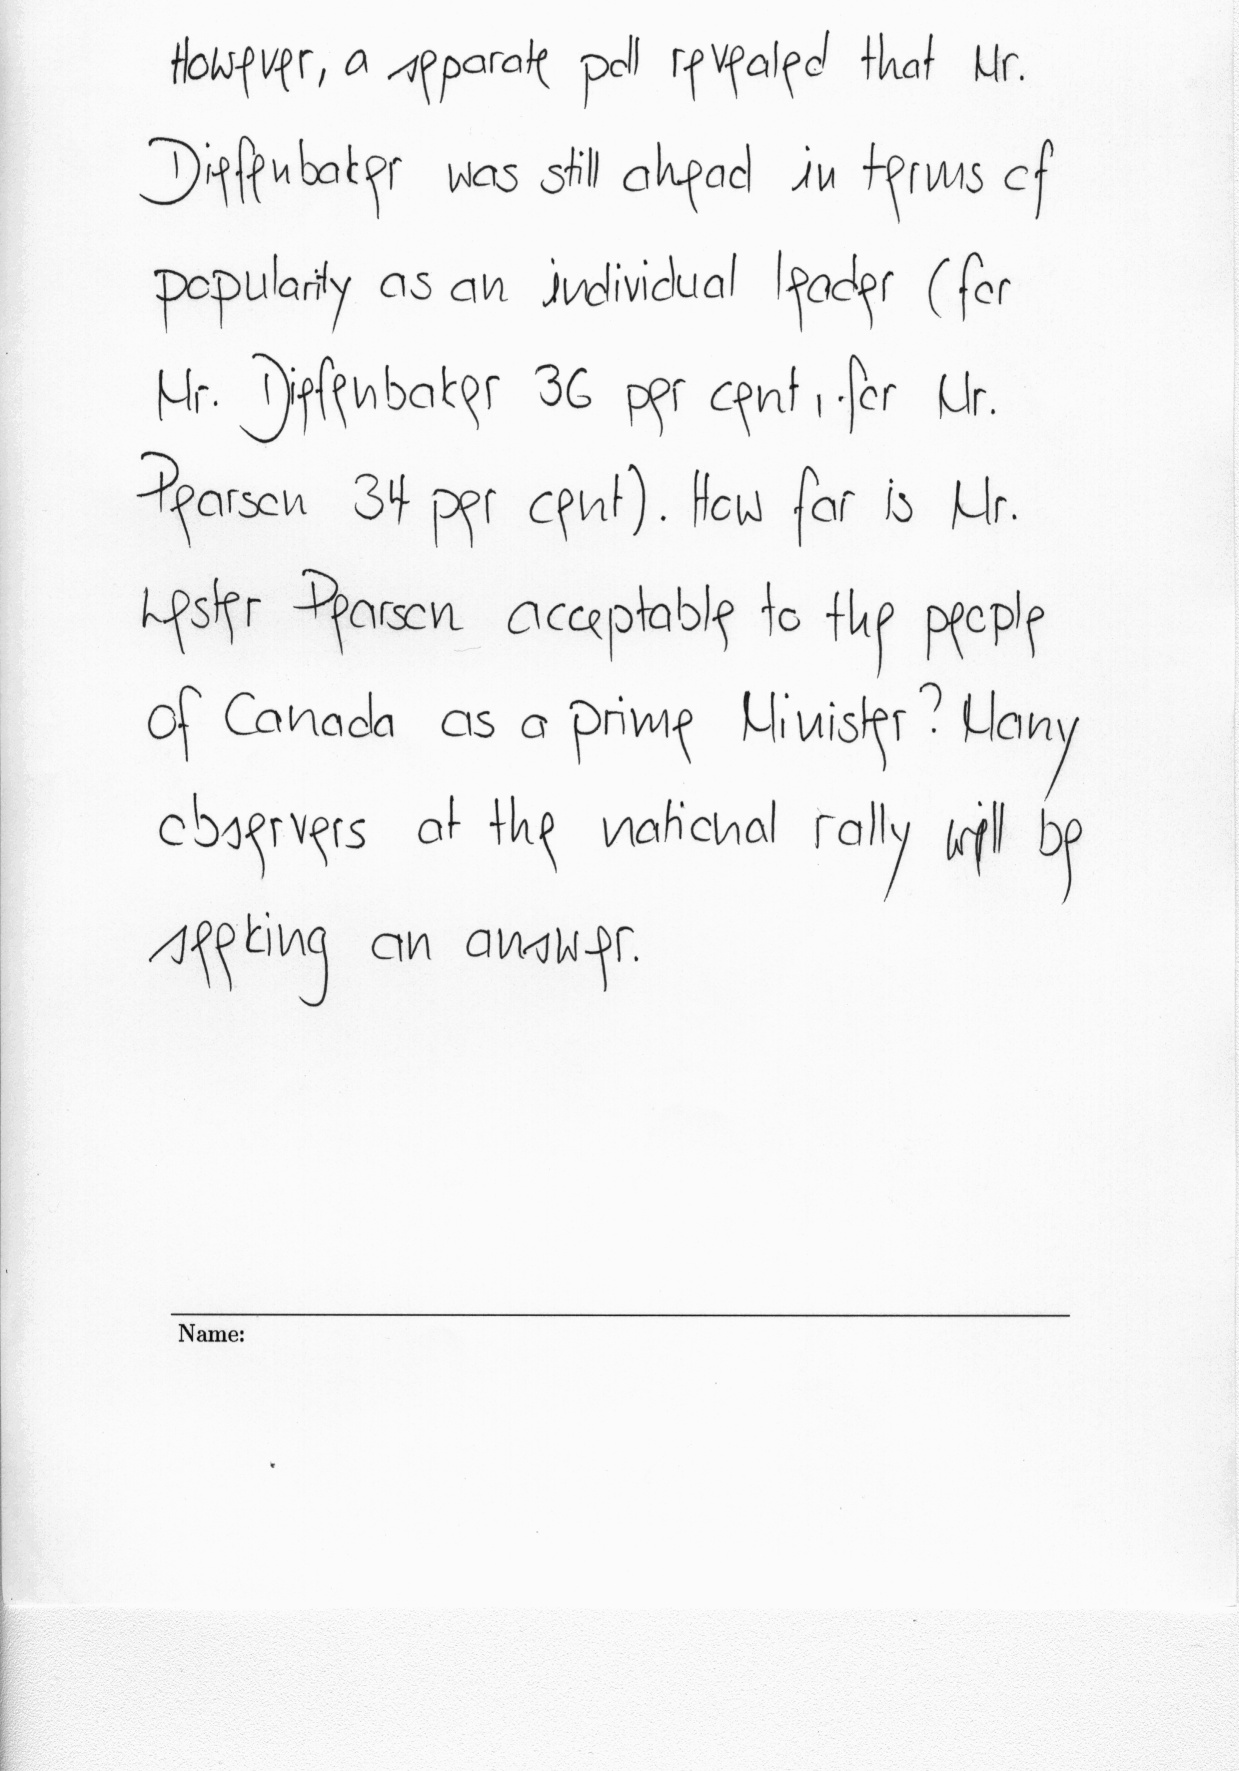 However, a separate poll revealed that Mr.
Diefenbaker was still ahead in terms of
popularity as an individual leader (for
Mr. Diefenbaker 36 per cent, for Mr.
Pearson 34 per cent). How far is Mr.
Lester Pearson acceptable to the people
of Canada as a prime Minister? Many
observers at the national rally will be
seeking an answer.
Name: